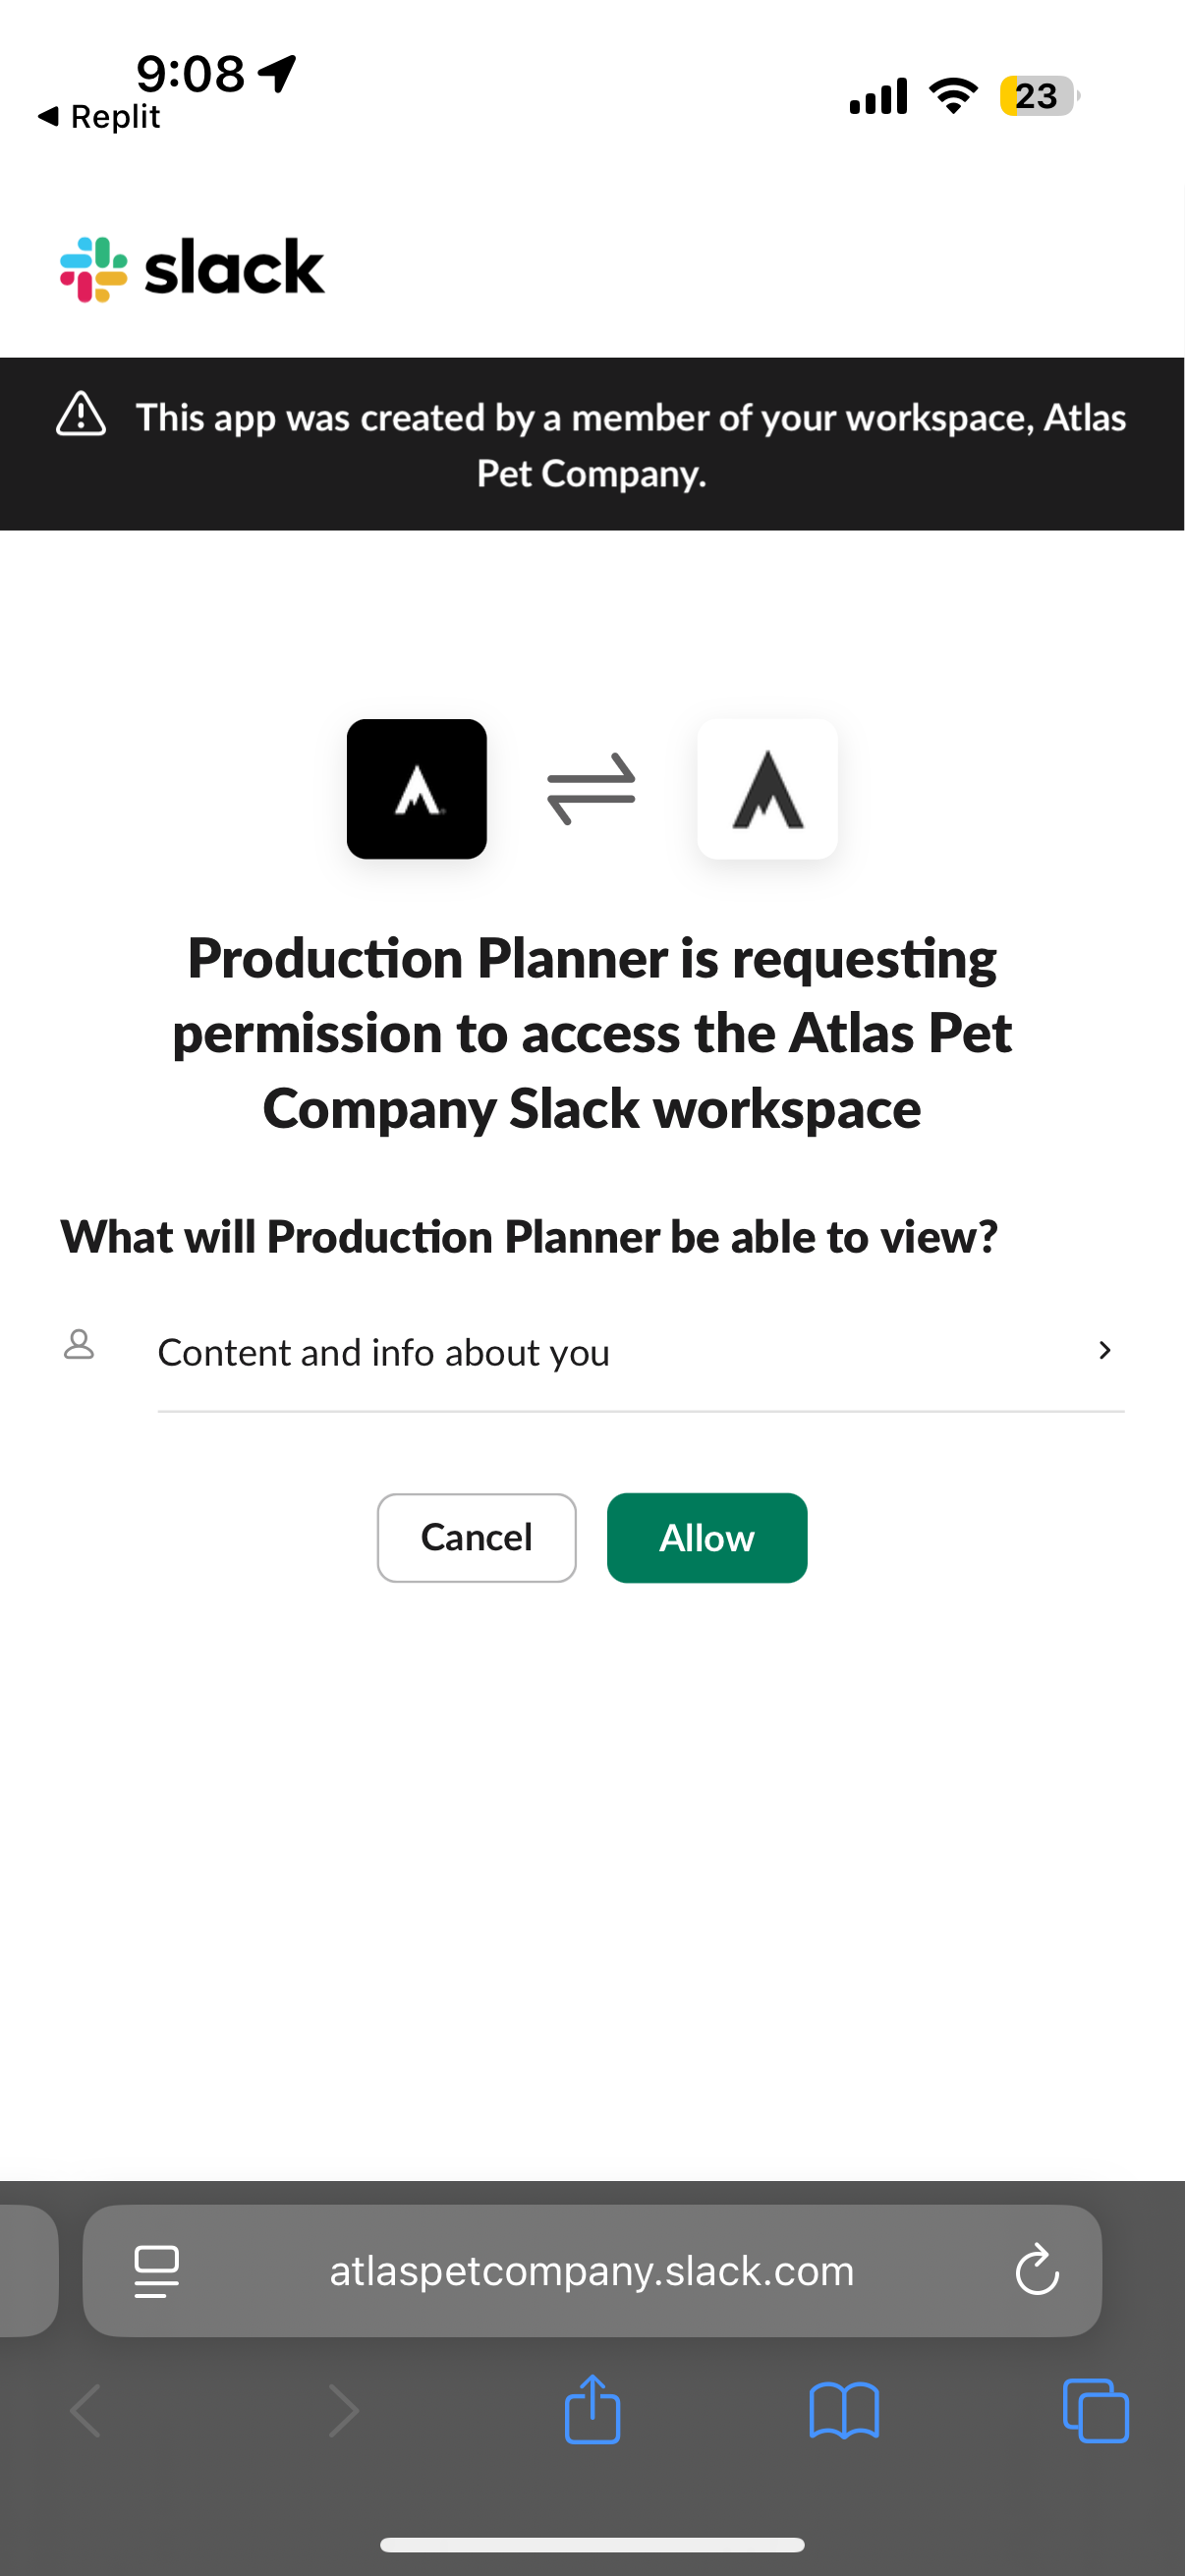 9:08
◀ Replit
23
slack
This app was created by a member of your workspace, Atlas
Pet Company.
Production Planner is requesting
permission to access the Atlas Pet
Company Slack workspace
What will Production Planner be able to view?
Content and info about you
Cancel
Allow
atlaspetcompany.slack.com